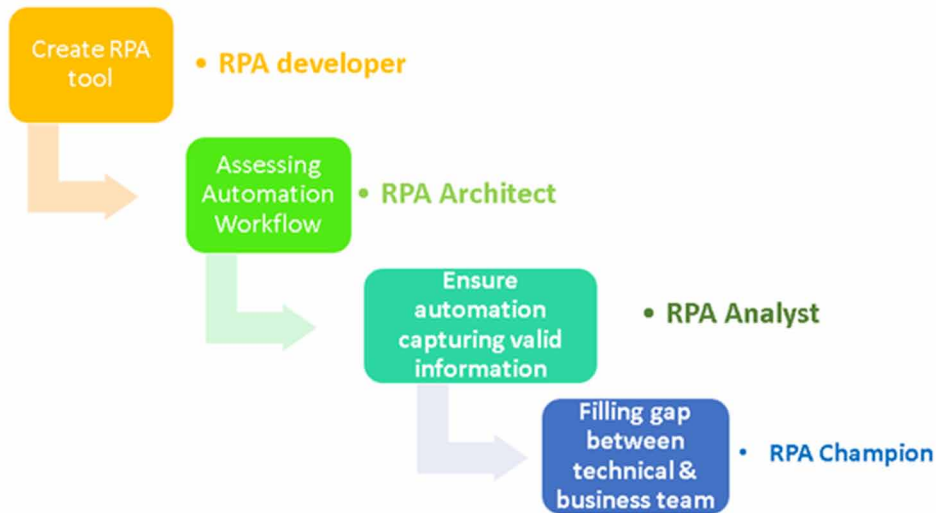 Create RPA
tool
• RPA developer
Assessing
Automation
Workflow
• RPA Architect
Ensure
automation
capturing valid
information
• RPA Analyst
Filling gap
between
technical &
business team
• RPA Champion